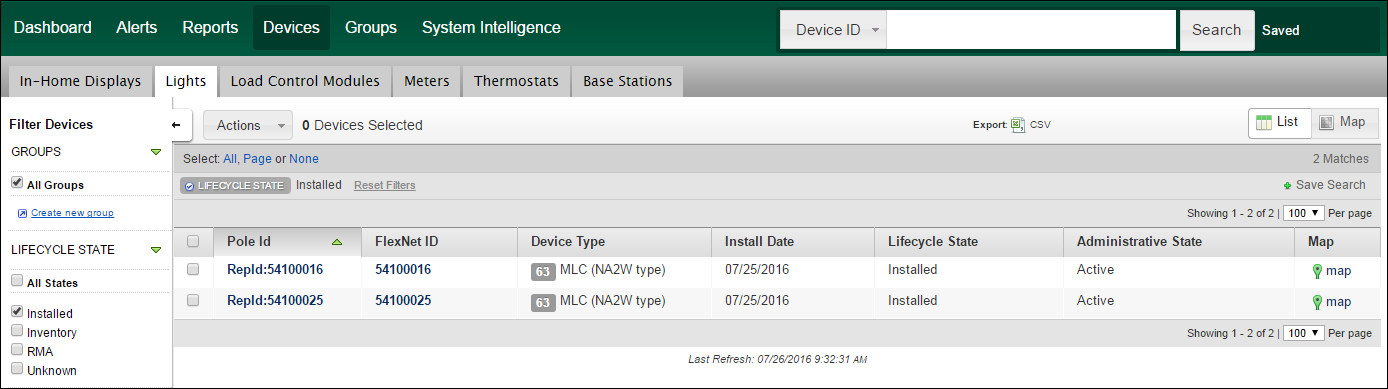 Dashboard Alerts Reports Devices Groups System Intelligence Device ID Search Saved
In-Home Displays Lights Load Control Modules Meters Thermostats Base Stations
Filter Devices
GROUPS
All Groups
Create new group
LIFECYCLE STATE
All States
Installed
Inventory
RMA
Unknown
Actions 0 Devices Selected Export: CSV List Map
Select: All, Page or None 2 Matches
LIFECYCLE STATE Installed Reset Filters Save Search
Showing 1 - 2 of 2 | 100 Per page
Pole Id FlexNet ID Device Type Install Date Lifecycle State Administrative State Map
RepId:54100016 54100016 63 MLC (NA2W type) 07/25/2016 Installed Active map
RepId:54100025 54100025 63 MLC (NA2W type) 07/25/2016 Installed Active map
Showing 1 - 2 of 2 | 100 Per page
Last Refresh: 07/26/2016 9:32:31 AM